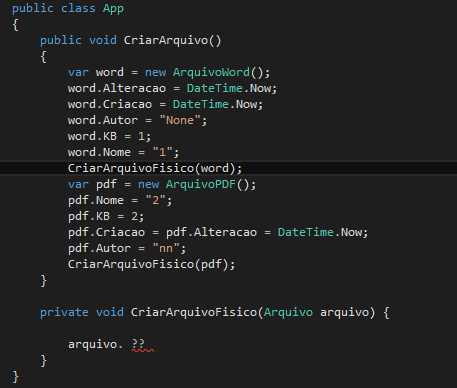 public class App
{
public void CriarArquivo()
{
var word = new ArquivoWord();
word.Alteracao = DateTime.Now;
word.Criacao = DateTime.Now;
word.Autor = "None";
word.KB = 1;
word.Nome = "1";
CriarArquivoFisico(word);
var pdf = new ArquivoPDF();
pdf.Nome = "2";
pdf.KB = 2;
pdf.Criacao = pdf.Alteracao = DateTime.Now;
pdf.Autor = "nn";
CriarArquivoFisico(pdf);
}
private void CriarArquivoFisico(Arquivo arquivo) {
arquivo. ??
}
}